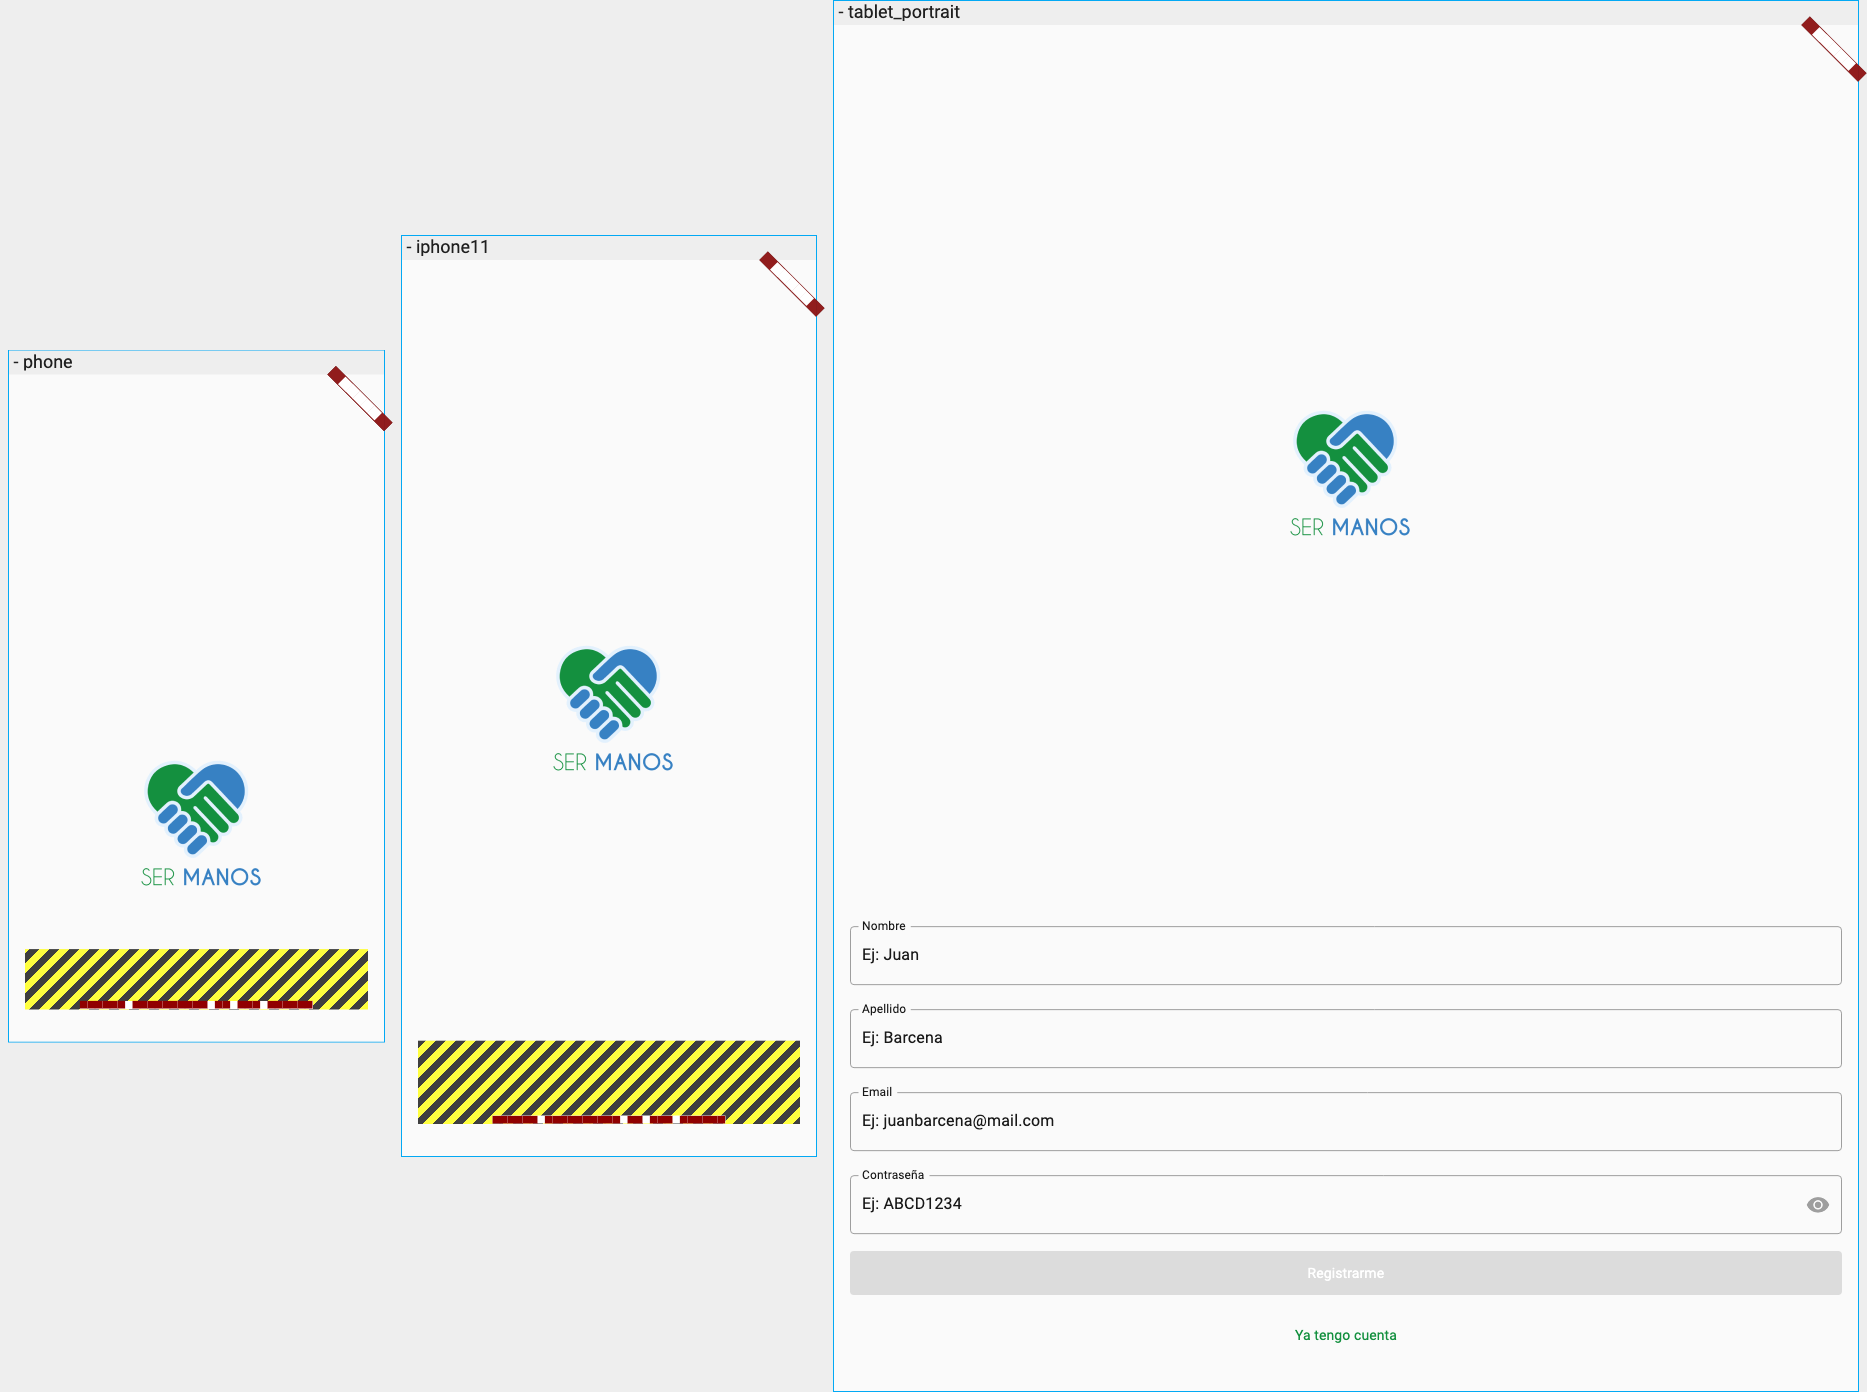 - phone
SER MANOS
- iphone11
SER MANOS
- tablet_portrait
SER MANOS
Nombre
Ej: Juan
Apellido
Ej: Barcena
Email
Ej: juanbarcena@mail.com
Contraseña
Ej: ABCD1234
Registrarme
Ya tengo cuenta